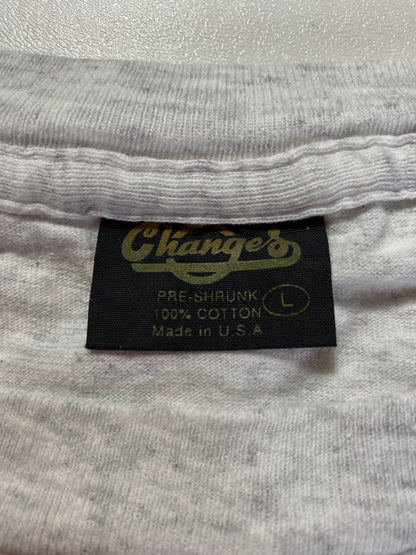 Changes
PRE-SHRUNK
100% COTTON
L
Made in U.S.A